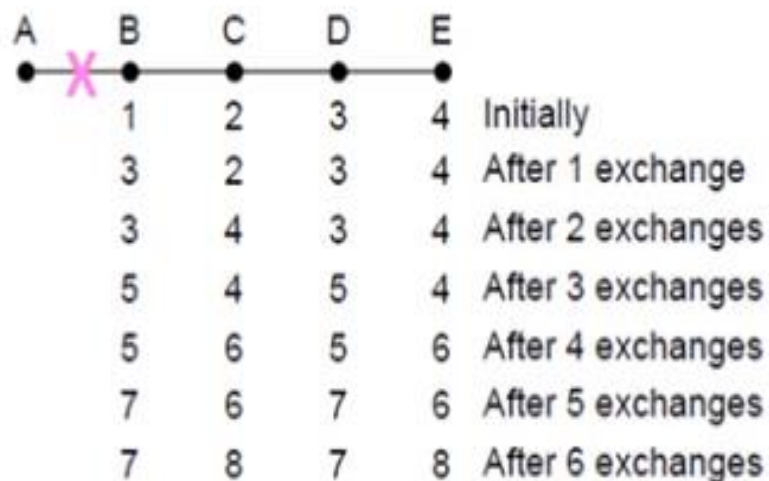 A B C D E
X
1 2 3 4 Initially
3 2 3 4 After 1 exchange
3 4 3 4 After 2 exchanges
5 4 5 4 After 3 exchanges
5 6 5 6 After 4 exchanges
7 6 7 6 After 5 exchanges
7 8 7 8 After 6 exchanges